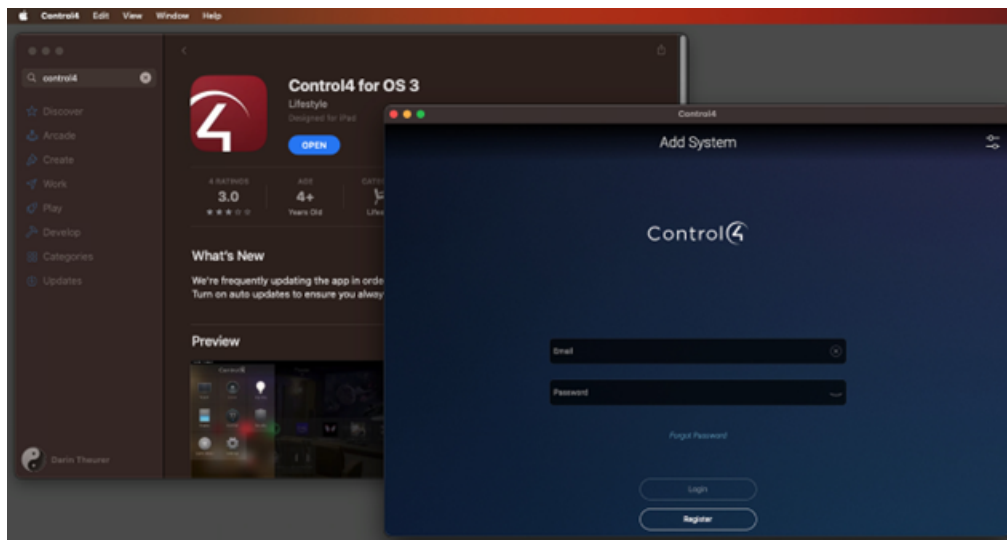 Control4 Edit View Window Help
control4
Discover
Arcade
Create
Work
Play
Develop
Categories
Updates
Darin Theurer
Control4 for OS 3
Lifestyle
Designed for iPad
OPEN
4 RATINGS
3.0
AGE
4+
Years Old
What's New
We're frequently updating the app in orde
Turn on auto updates to ensure you alway
Preview
Control4
Add System
Control4
Email
Password
Forgot Password
Login
Register